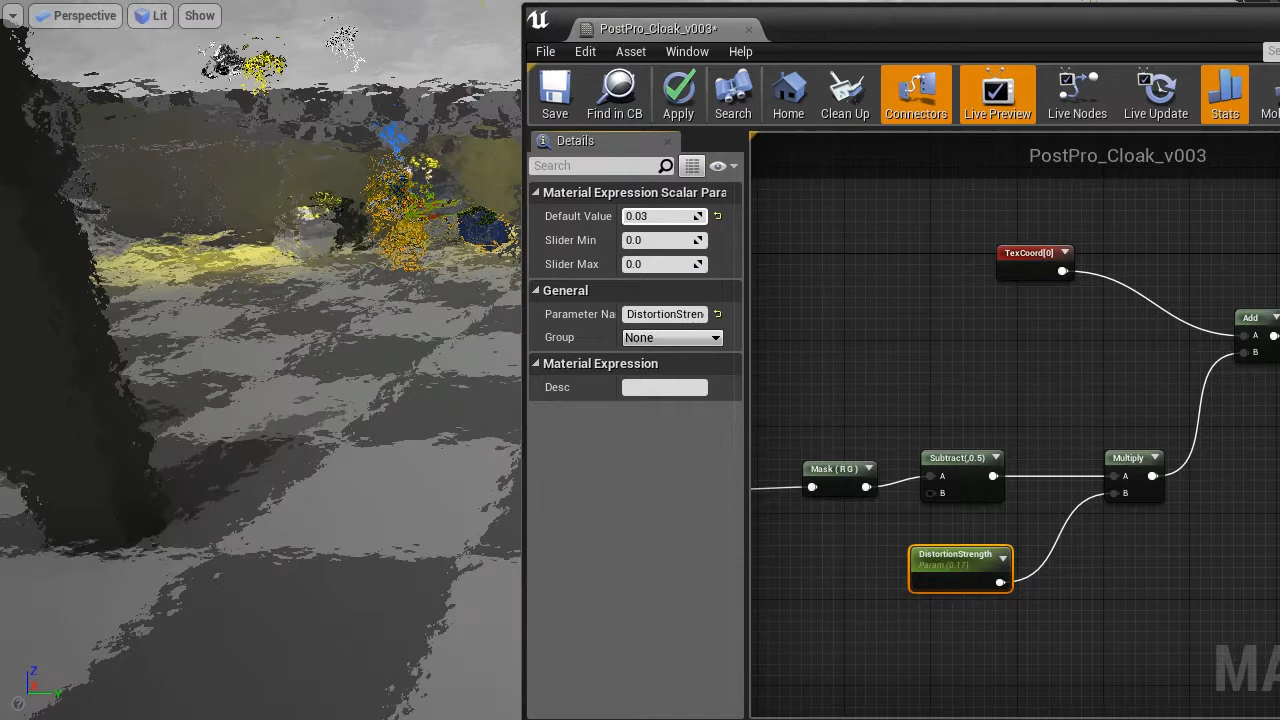 Perspective Lit Show
PostPro_Cloak_v003*
File Edit Asset Window Help
Save Find in CB Apply Search Home Clean Up Connectors Live Preview Live Nodes Live Update Stats
Details
Search
PostPro_Cloak_v003
Material Expression Scalar Para
Default Value 0.03
Slider Min 0.0
Slider Max 0.0
General
Parameter Na DistortionStren
Group None
Material Expression
Desc
TexCoord[0]
Add
A
B
Mask ( R G )
Subtract(,0.5)
A
B
Multiply
A
B
DistortionStrength
Param (0.17)
MA
Z
X
Y